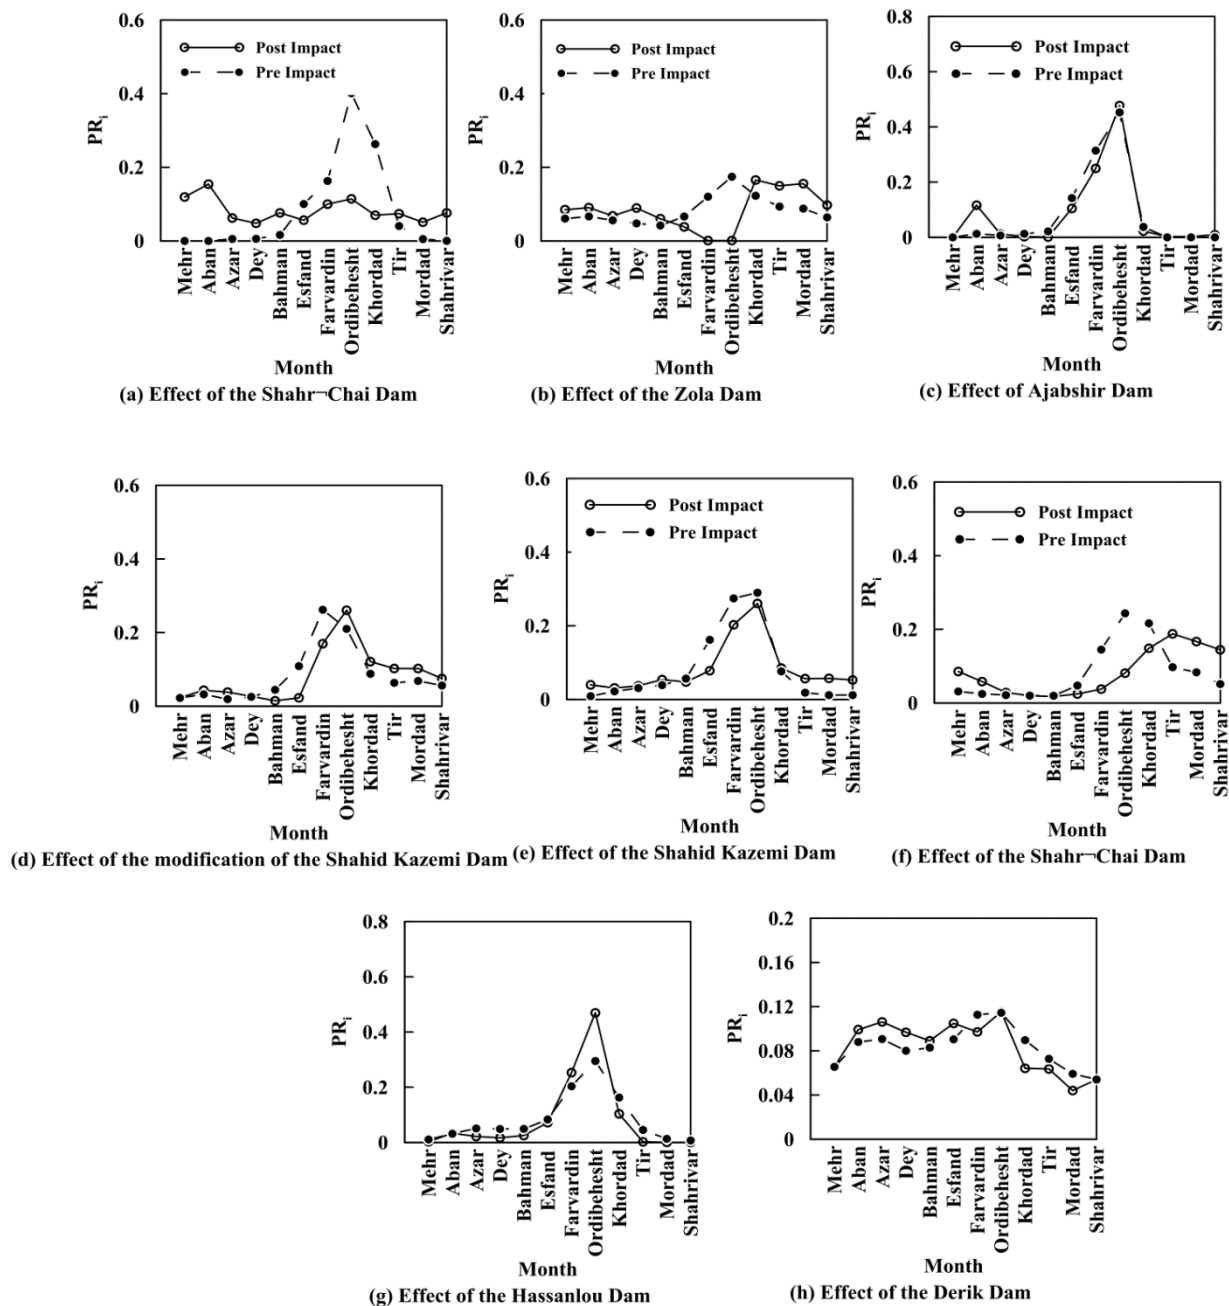 0.6
0.4
0.2
0
PRi
Post Impact
Pre Impact
Mehr
Aban
Azar
Dey
Bahman
Esfand
Farvardin
Ordibehesht
Khordad
Tir
Mordad
Shahrivar
Month
(a) Effect of the Shahr¬Chai Dam
0.6
0.4
0.2
0
PRi
Post Impact
Pre Impact
Mehr
Aban
Azar
Dey
Bahman
Esfand
Farvardin
Ordibehesht
Khordad
Tir
Mordad
Shahrivar
Month
(b) Effect of the Zola Dam
0.8
0.6
0.4
0.2
0
PRi
Post Impact
Pre Impact
Mehr
Aban
Azar
Dey
Bahman
Esfand
Farvardin
Ordibehesht
Khordad
Tir
Mordad
Shahrivar
Month
(c) Effect of Ajabshir Dam
0.6
0.4
0.2
0
PRi
Mehr
Aban
Azar
Dey
Bahman
Esfand
Farvardin
Ordibehesht
Khordad
Tir
Mordad
Shahrivar
Month
(d) Effect of the modification of the Shahid Kazemi Dam
0.6
0.4
0.2
0
PRi
Post Impact
Pre Impact
Mehr
Aban
Azar
Dey
Bahman
Esfand
Farvardin
Ordibehesht
Khordad
Tir
Mordad
Shahrivar
Month
(e) Effect of the Shahid Kazemi Dam
0.6
0.4
0.2
0
PRi
Post Impact
Pre Impact
Mehr
Aban
Azar
Dey
Bahman
Esfand
Farvardin
Ordibehesht
Khordad
Tir
Mordad
Shahrivar
Month
(f) Effect of the Shahr¬Chai Dam
0.8
0.6
0.4
0.2
0
PRi
Mehr
Aban
Azar
Dey
Bahman
Esfand
Farvardin
Ordibehesht
Khordad
Tir
Mordad
Shahrivar
Month
(g) Effect of the Hassanlou Dam
0.2
0.16
0.12
0.08
0.04
0
PRi
Mehr
Aban
Azar
Dey
Bahman
Esfand
Farvardin
Ordibehesht
Khordad
Tir
Mordad
Shahrivar
Month
(h) Effect of the Derik Dam